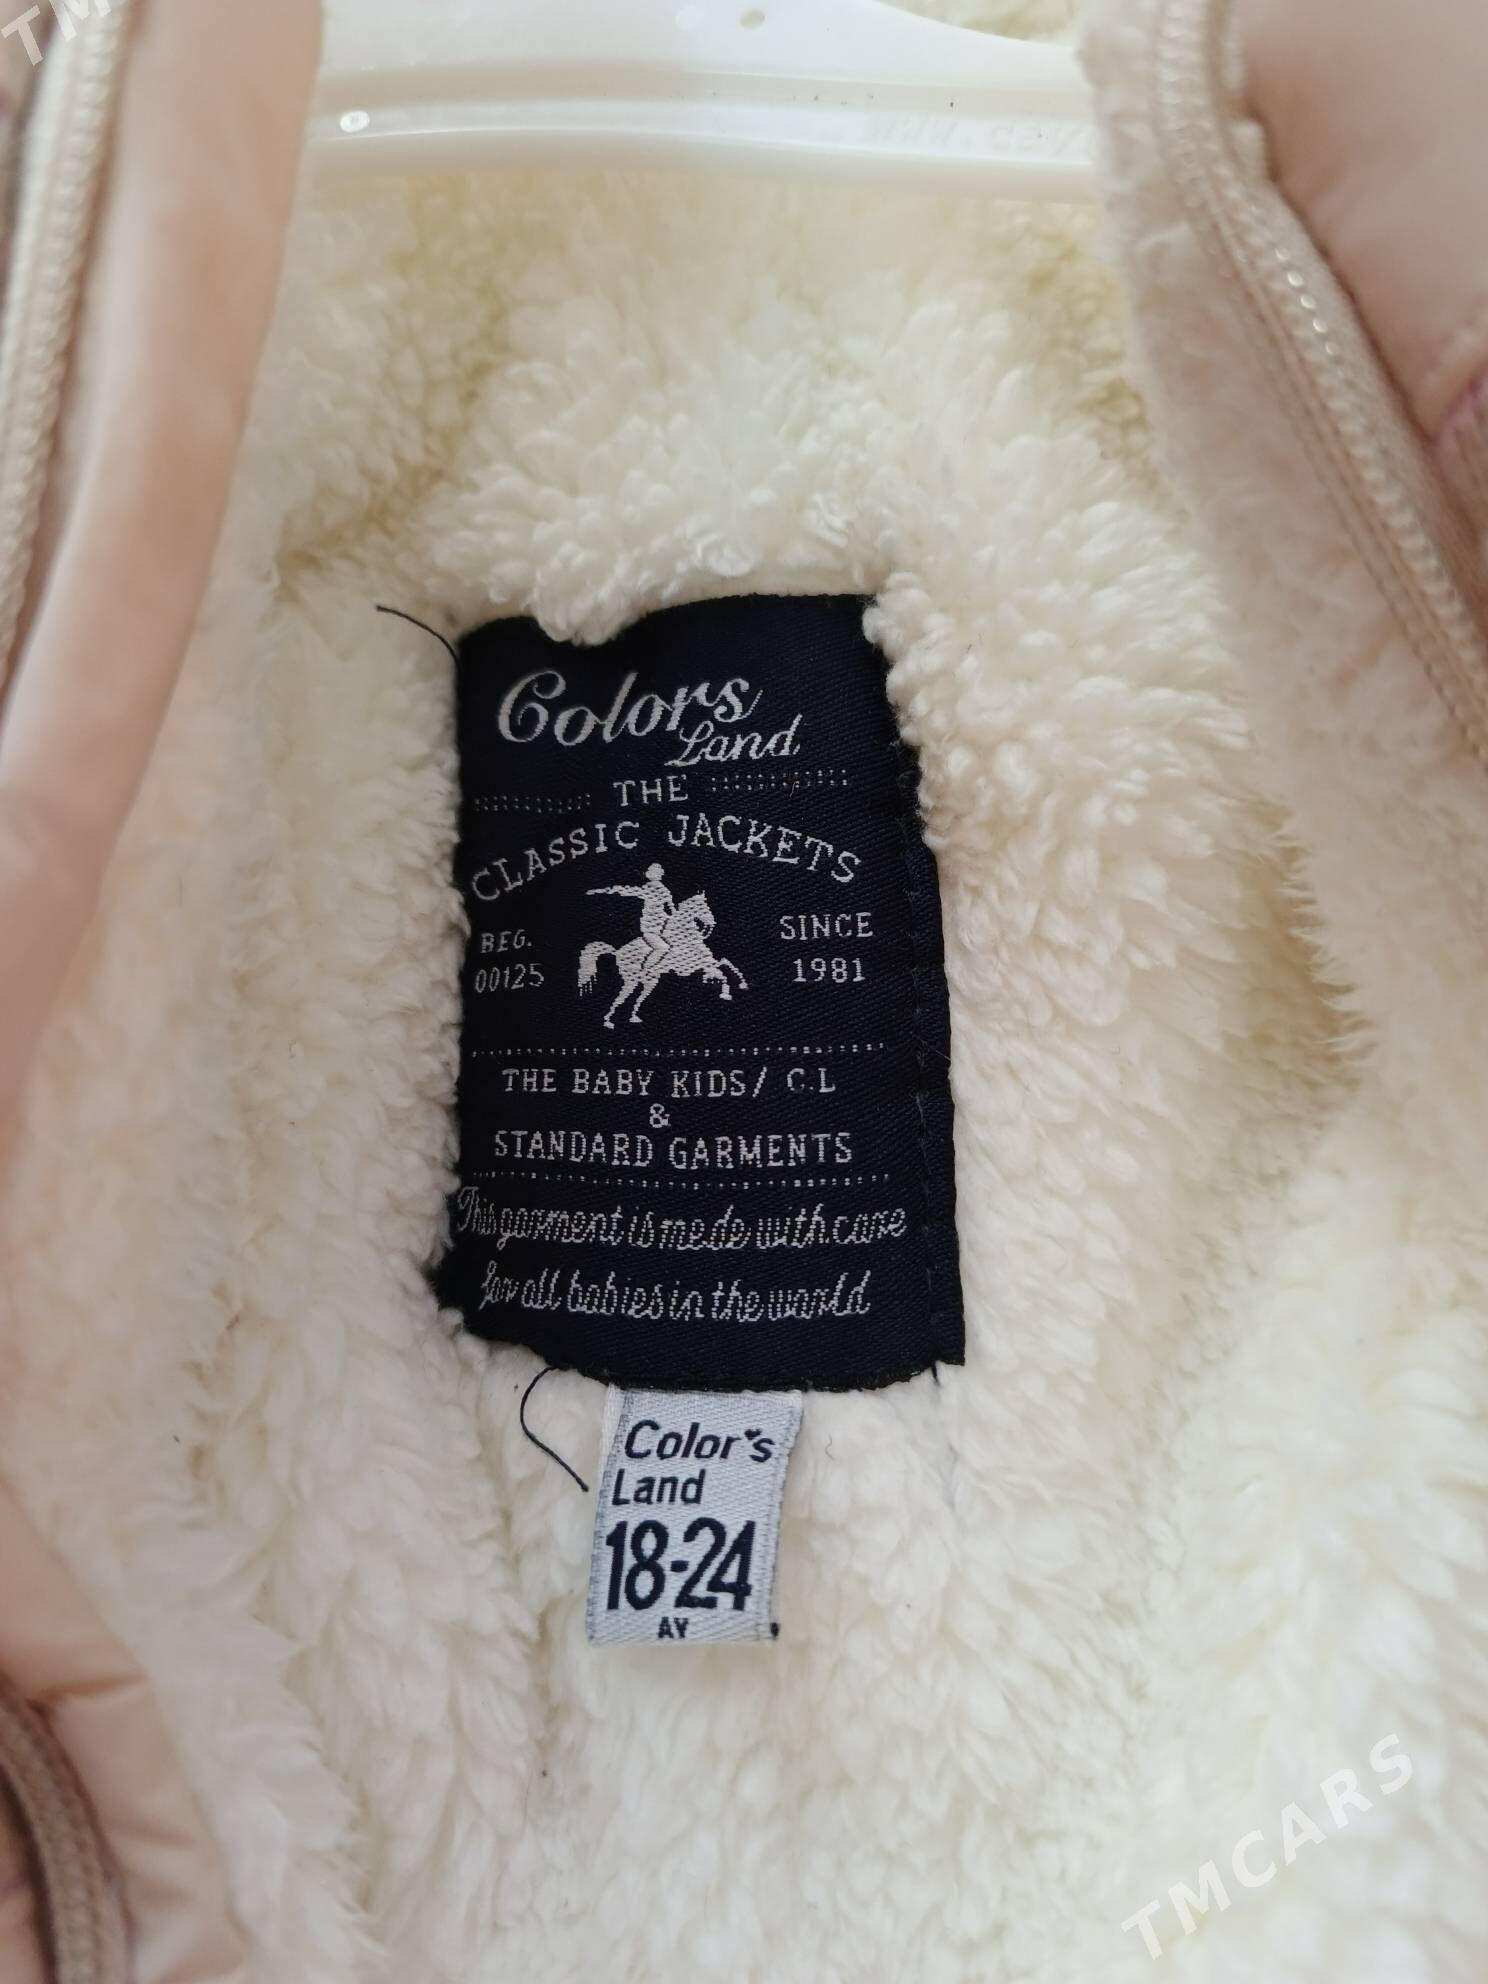 Colors
Land
THE
CLASSIC JACKETS
BEG.
00125
SINCE
1981
THE BABY KIDS/ C.L
&
STANDARD GARMENTS
This garment is mede with care
for all babies in the world
Color's
Land
18-24
AY
TMCARS